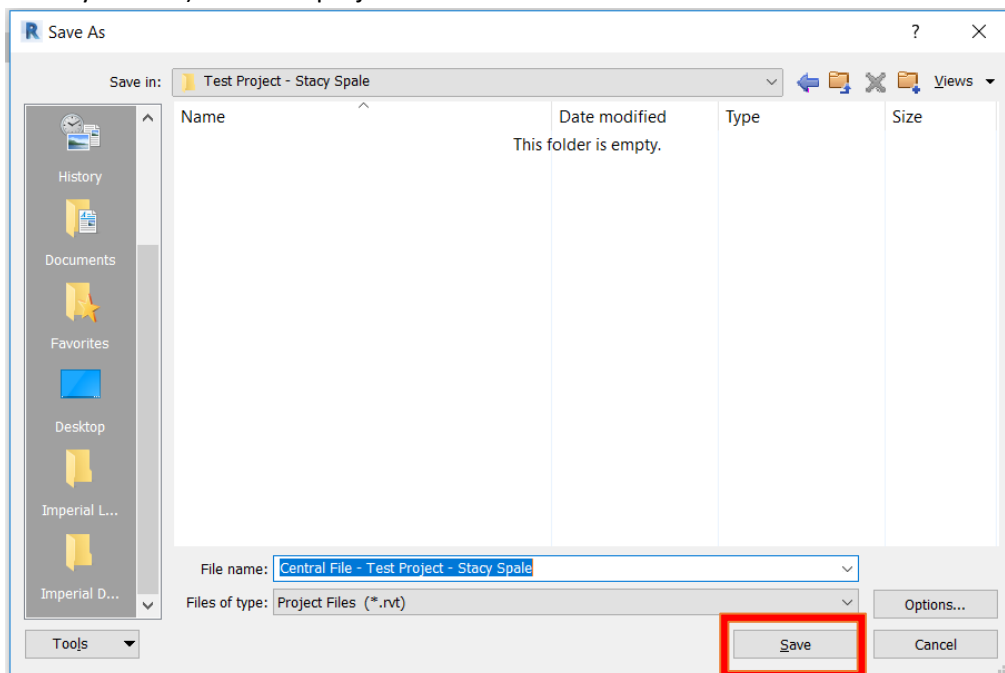 R Save As ? 
Save in: Test Project - Stacy Spale Views
Name Date modified Type Size
This folder is empty.
History
Documents
Favorites
Desktop
Imperial L...
Imperial D...
File name: Central File - Test Project - Stacy Spale
Files of type: Project Files (*.rvt) Options...
Tools Save Cancel